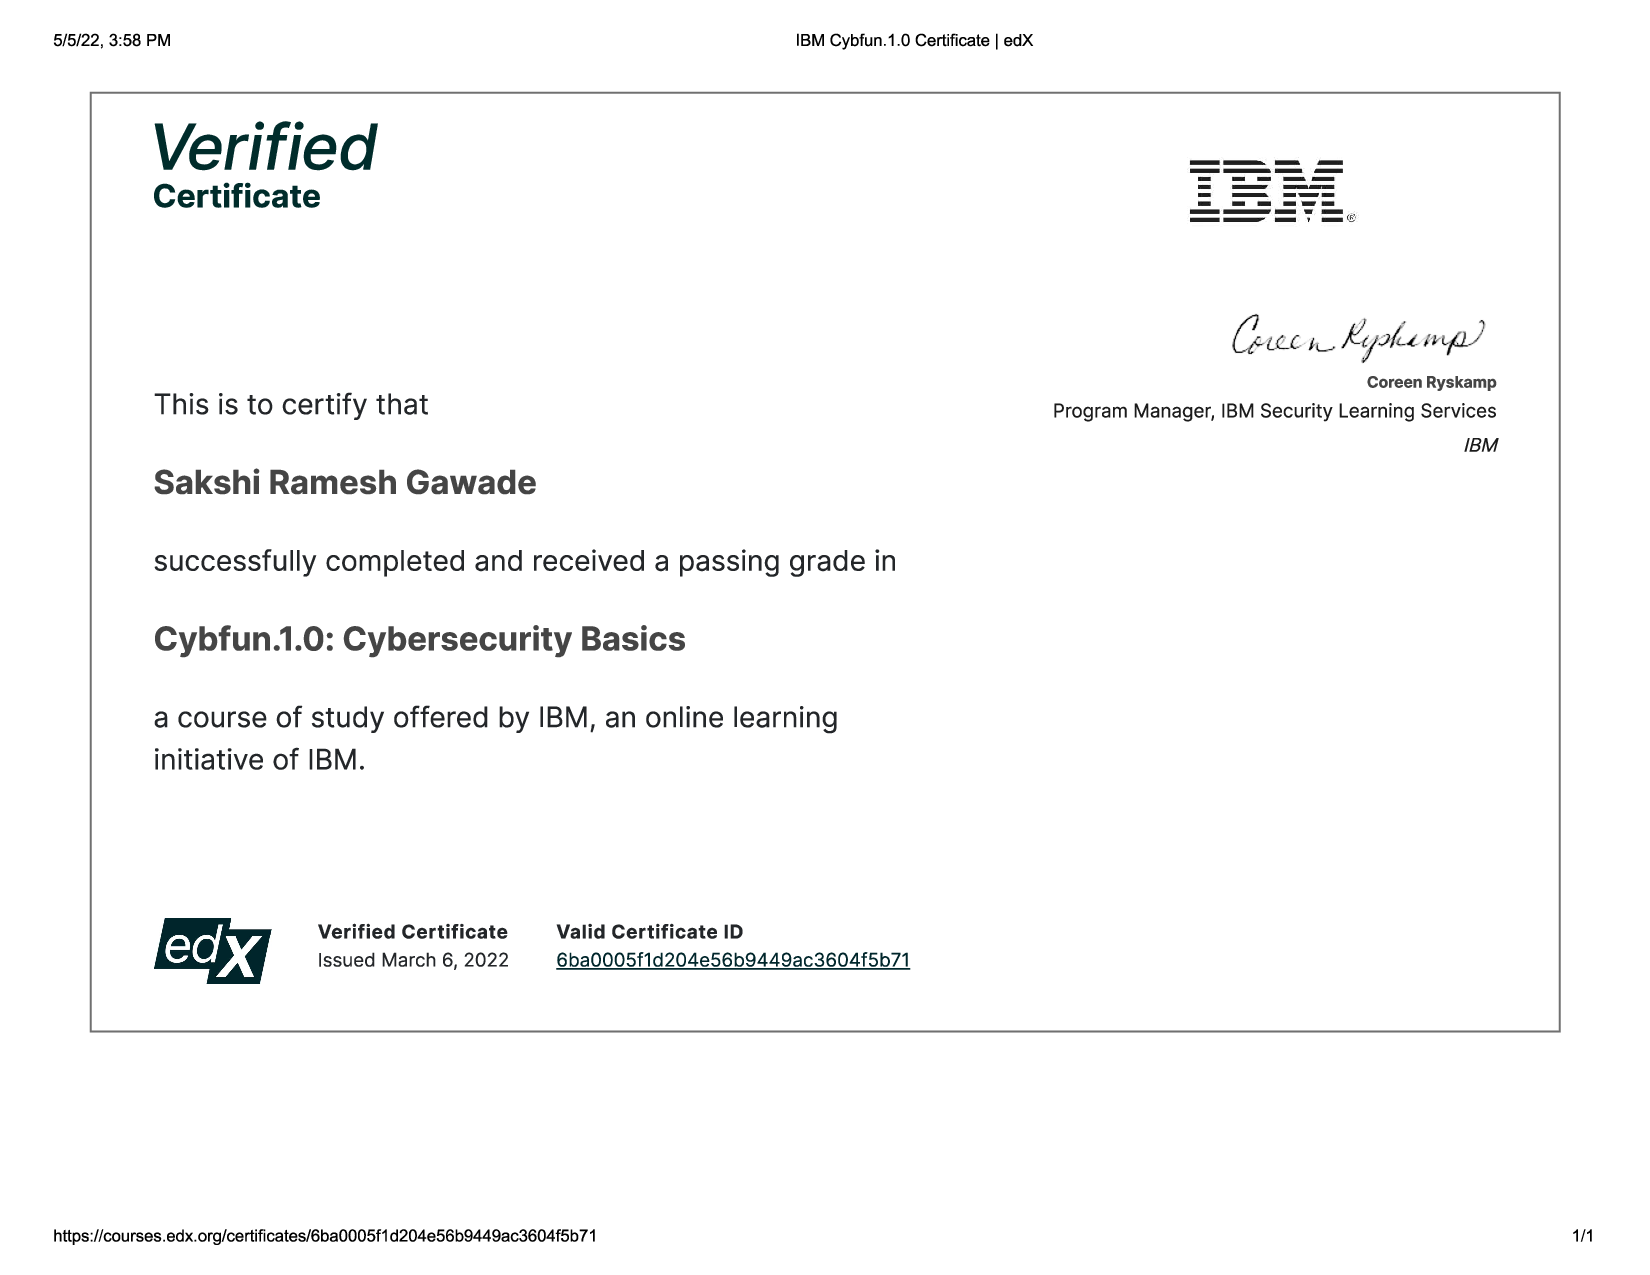 5/5/22, 3:58 PM
IBM Cybfun.1.0 Certificate | edX
Verified
Certificate
IBM®
Coreen Ryskamp
Coreen Ryskamp
Program Manager, IBM Security Learning Services
IBM
This is to certify that
Sakshi Ramesh Gawade
successfully completed and received a passing grade in
Cybfun.1.0: Cybersecurity Basics
a course of study offered by IBM, an online learning
initiative of IBM.
edX
Verified Certificate
Issued March 6, 2022
Valid Certificate ID
6ba0005f1d204e56b9449ac3604f5b71
https://courses.edx.org/certificates/6ba0005f1d204e56b9449ac3604f5b71
1/1